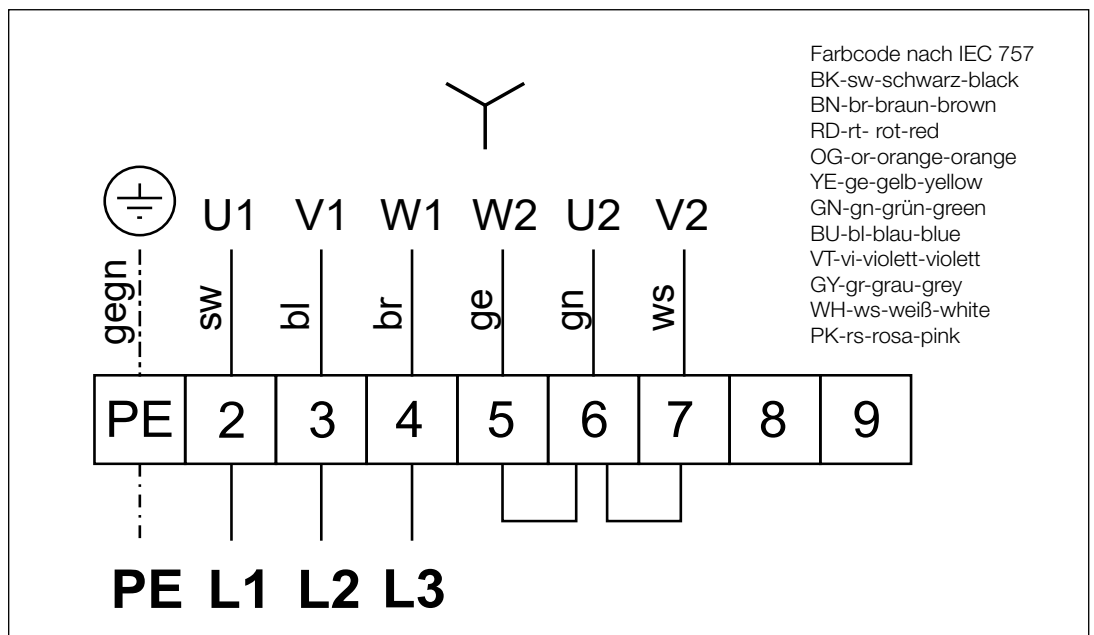 Farbcode nach IEC 757
BK-sw-schwarz-black
BN-br-braun-brown
RD-rt- rot-red
OG-or-orange-orange
YE-ge-gelb-yellow
GN-gn-grün-green
BU-bl-blau-blue
VT-vi-violett-violett
GY-gr-grau-grey
WH-ws-weiß-white
PK-rs-rosa-pink
U1 V1 W1 W2 U2 V2
gegn sw bl br ge gn ws
PE 2 3 4 5 6 7 8 9
PE L1 L2 L3